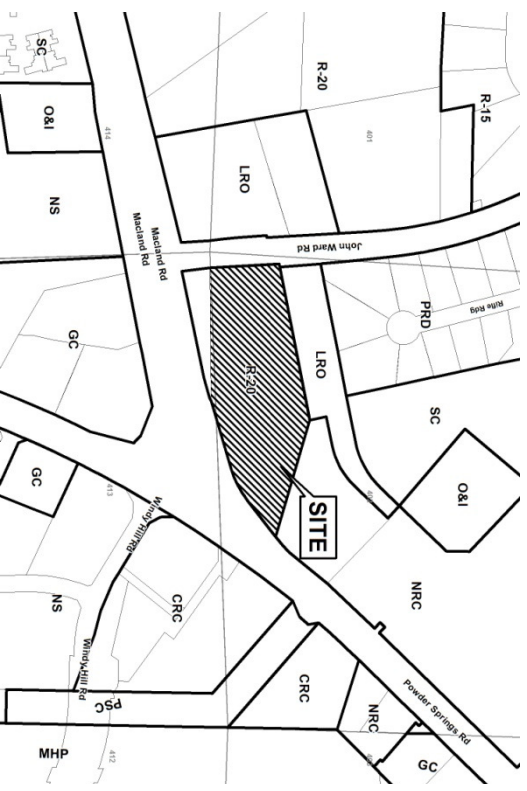 R-15
R-20
SC
O&I
414
401
LRO
NS
John Ward Rd
Macland Rd
Macland Rd
Rifle Rdg
PRD
GC
LRO
R-20
SC
GC
413
O&I
SITE
Windy Hill Rd
NRC
NS
CRC
Windy Hill Rd
PSC
CRC
NRC
Powder Springs Rd
MHP
412
GC